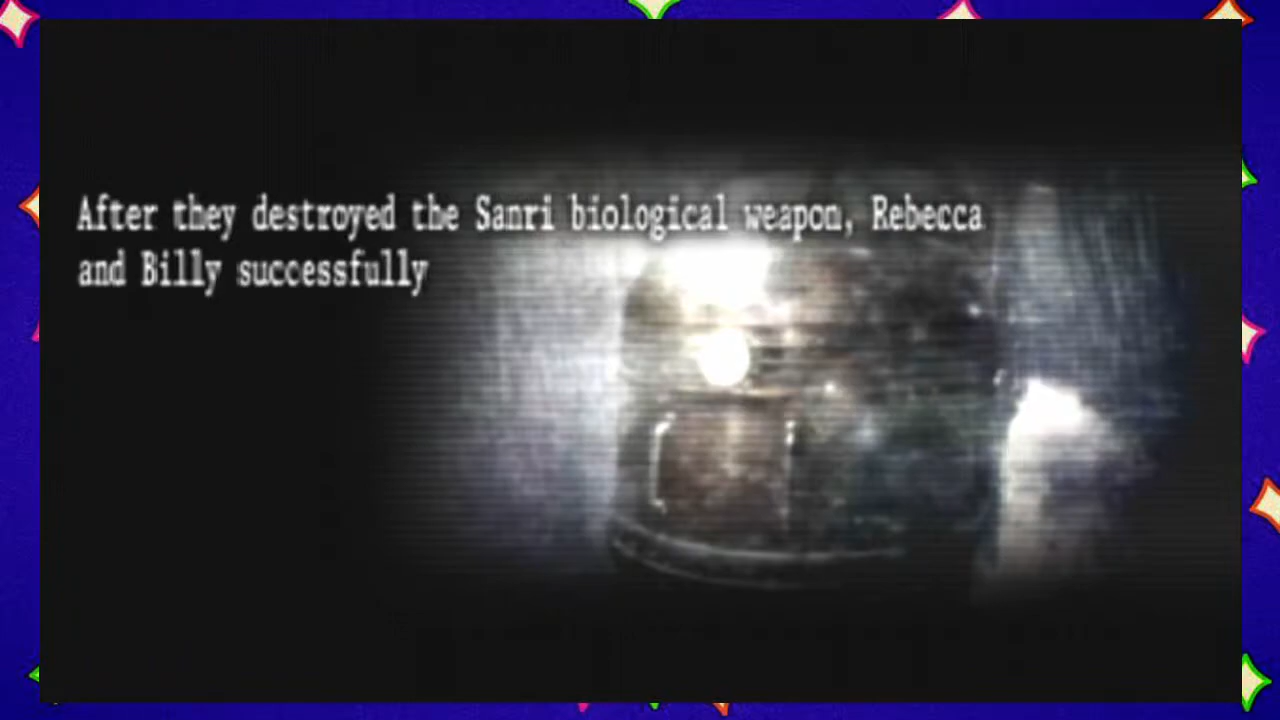 After they destroyed the Sanri biological weapon, Rebecca
and Billy successfully